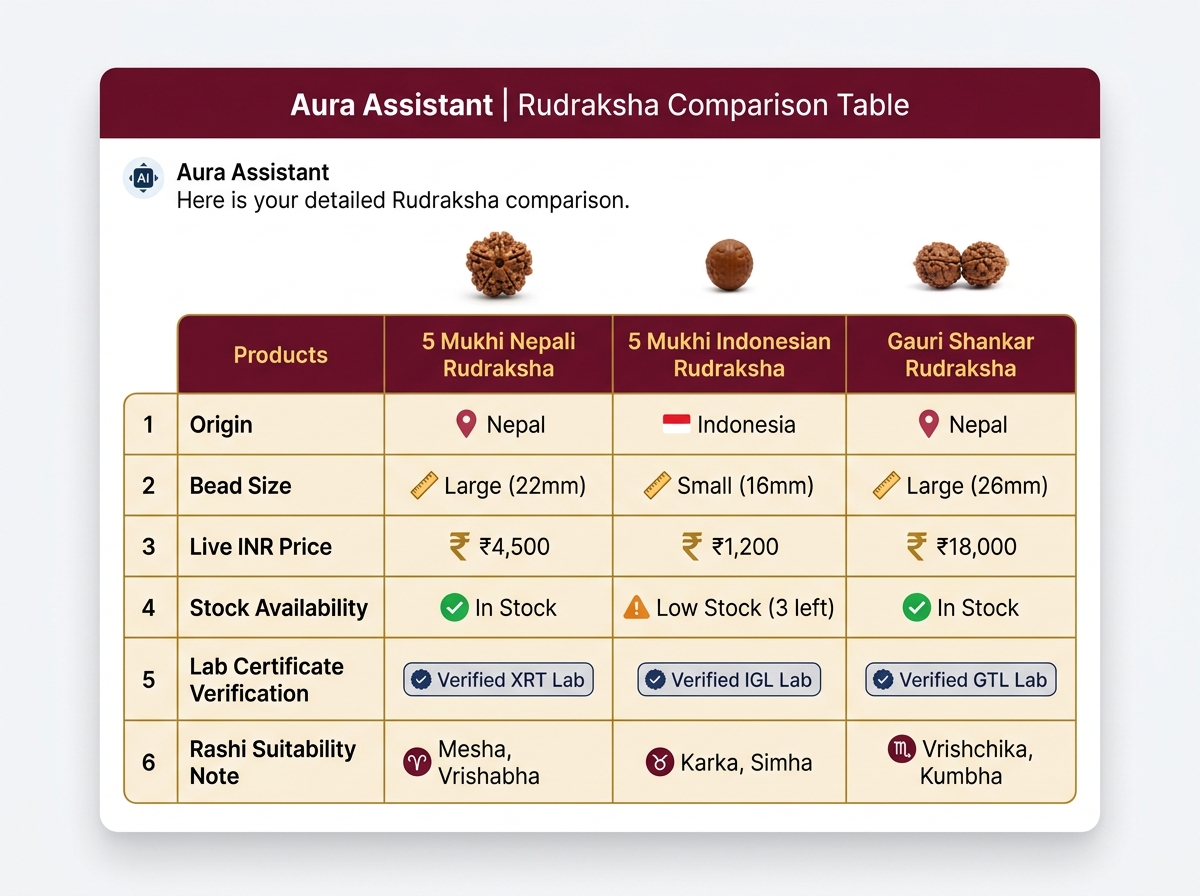 Aura Assistant | Rudraksha Comparison Table
AI
Aura Assistant
Here is your detailed Rudraksha comparison.
Products
5 Mukhi Nepali
Rudraksha
5 Mukhi Indonesian
Rudraksha
Gauri Shankar
Rudraksha
1
Origin
Nepal
Indonesia
Nepal
2
Bead Size
Large (22mm)
Small (16mm)
Large (26mm)
3
Live INR Price
₹ ₹4,500
₹ ₹1,200
₹ ₹18,000
4
Stock Availability
In Stock
Low Stock (3 left)
In Stock
5
Lab Certificate
Verification
Verified XRT Lab
Verified IGL Lab
Verified GTL Lab
6
Rashi Suitability
Note
♈ Mesha,
Vrishabha
♉ Karka, Simha
♏ Vrishchika,
Kumbha